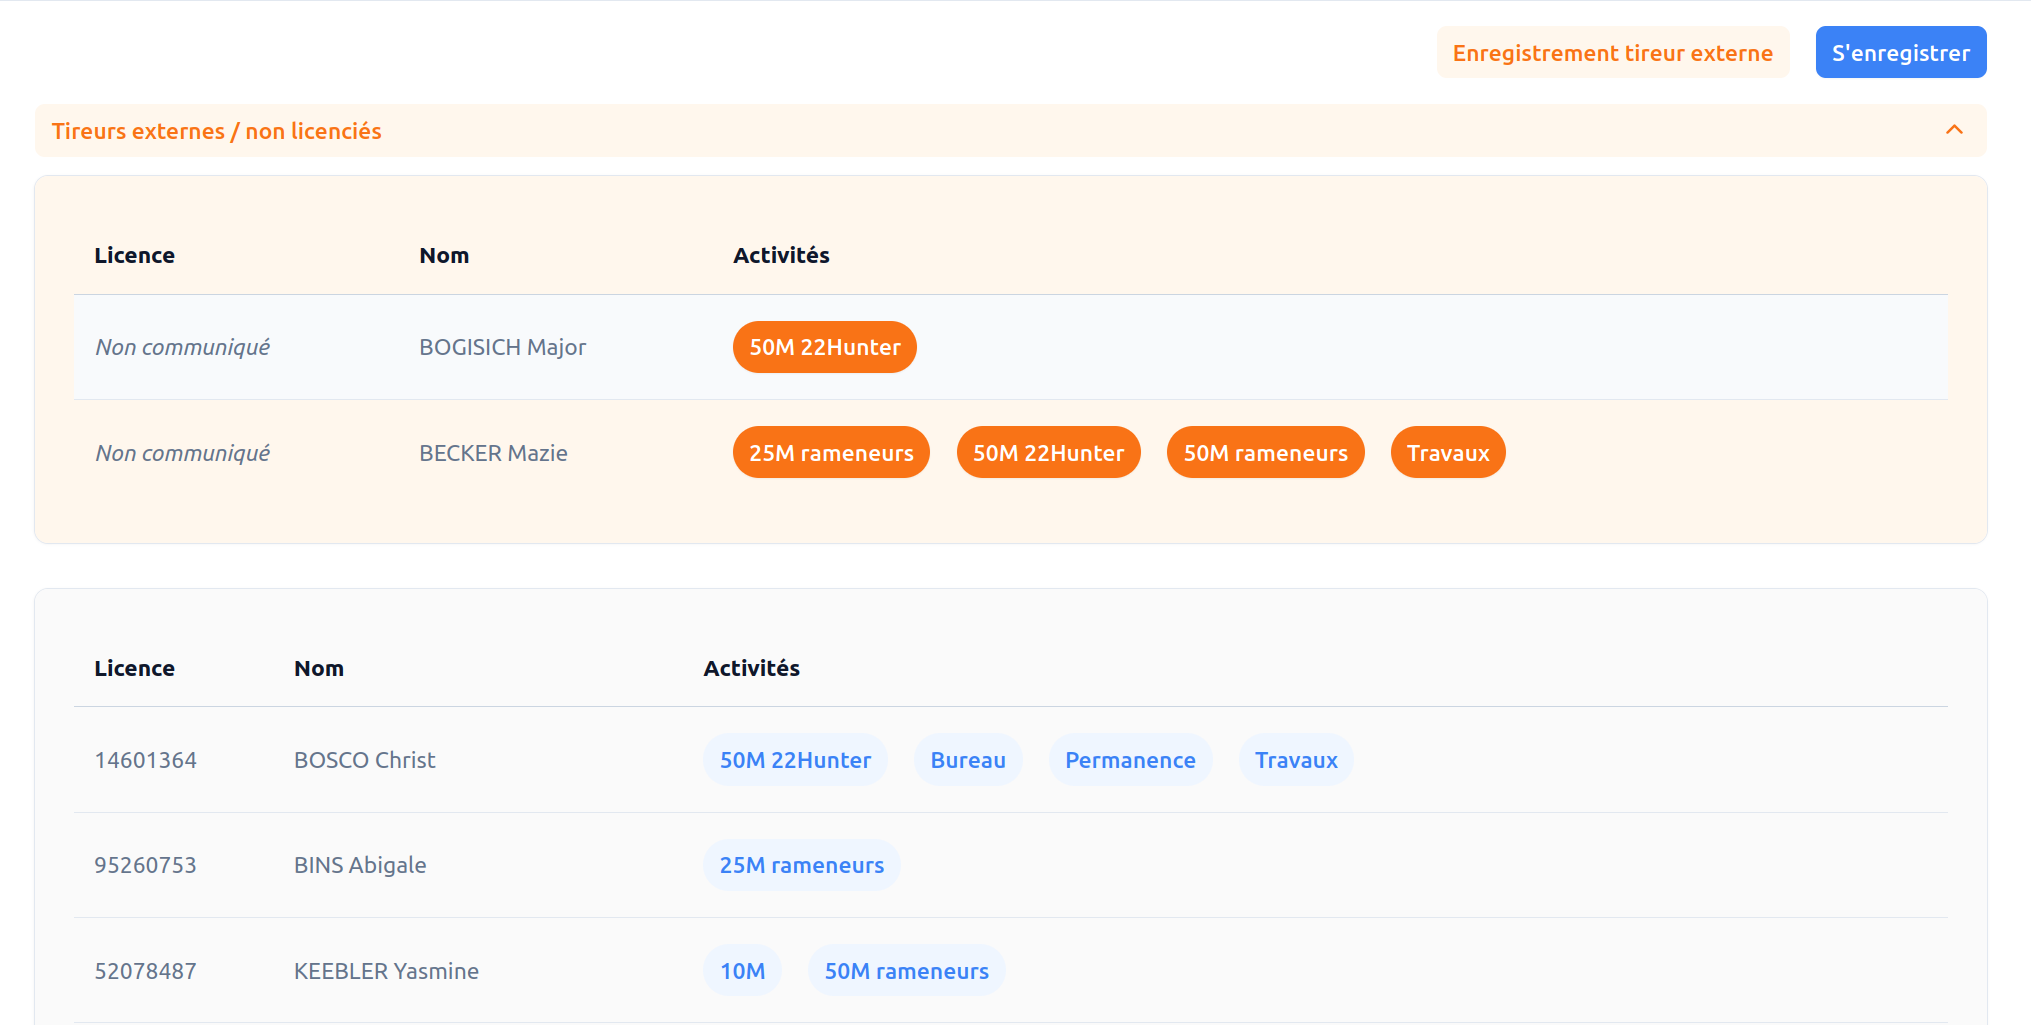 Enregistrement tireur externe S'enregistrer
Tireurs externes / non licenciés
Licence Nom Activités
Non communiqué BOGISICH Major 50M 22Hunter
Non communiqué BECKER Mazie 25M rameneurs 50M 22Hunter 50M rameneurs Travaux
Licence Nom Activités
14601364 BOSCO Christ 50M 22Hunter Bureau Permanence Travaux
95260753 BINS Abigale 25M rameneurs
52078487 KEEBLER Yasmine 10M 50M rameneurs